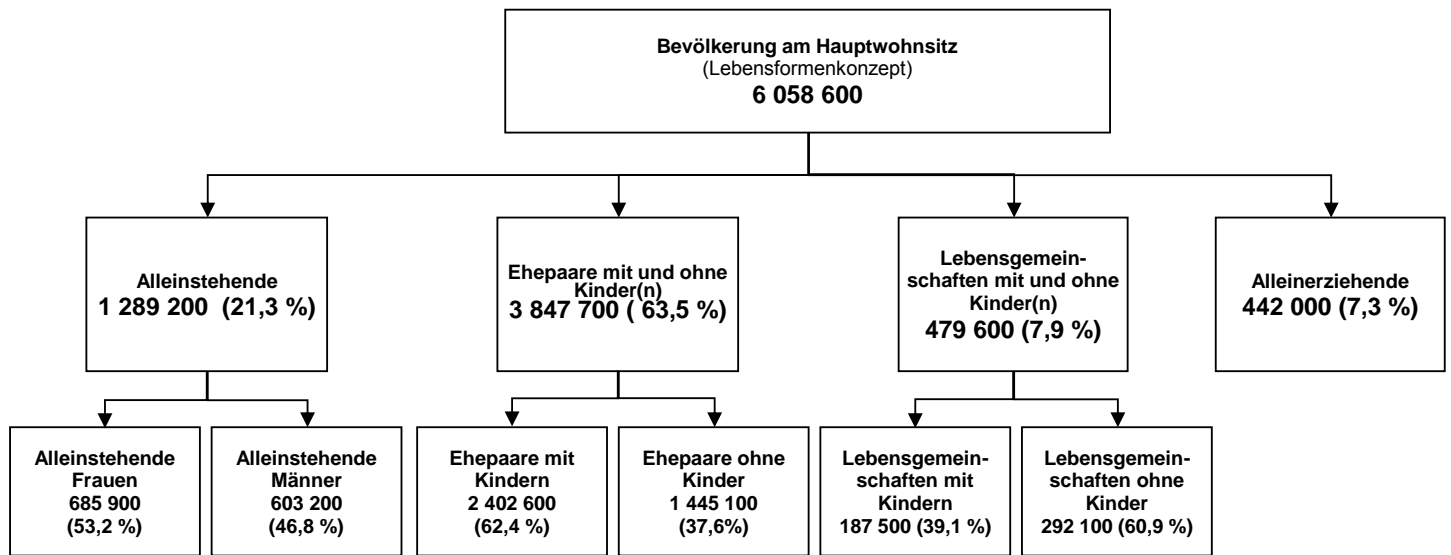 Bevölkerung am Hauptwohnsitz
(Lebensformenkonzept)
6 058 600
Alleinstehende
1 289 200 (21,3 %)
Ehepaare mit und ohne
Kinder(n)
3 847 700 ( 63,5 %)
Lebensgemein-
schaften mit und ohne
Kinder(n)
479 600 (7,9 %)
Alleinerziehende
442 000 (7,3 %)
Alleinstehende
Frauen
685 900
(53,2 %)
Alleinstehende
Männer
603 200
(46,8 %)
Ehepaare mit
Kindern
2 402 600
(62,4 %)
Ehepaare ohne
Kinder
1 445 100
(37,6%)
Lebensgemein-
schaften mit
Kindern
187 500 (39,1 %)
Lebensgemein-
schaften ohne
Kinder
292 100 (60,9 %)